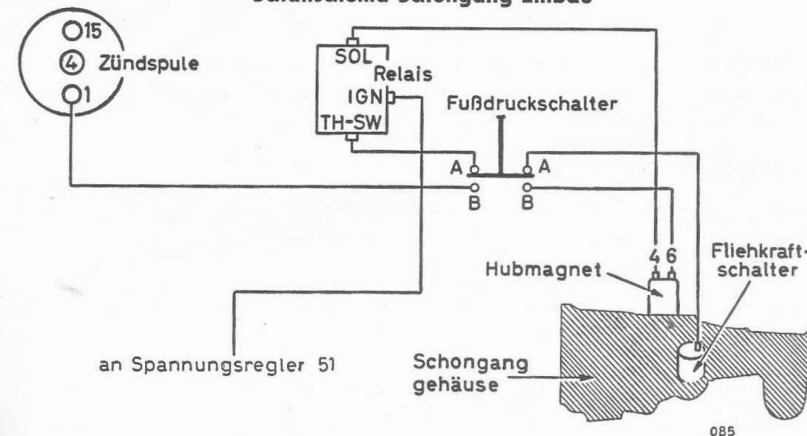 Schaltschema Schongang Einbau
15
4 Zündspule
1
SOL
Relais
IGN
TH-SW
Fußdruckschalter
A A
B B
4 6
Hubmagnet
Fliehkraft-
schalter
an Spannungsregler 51
Schongang
gehäuse
085